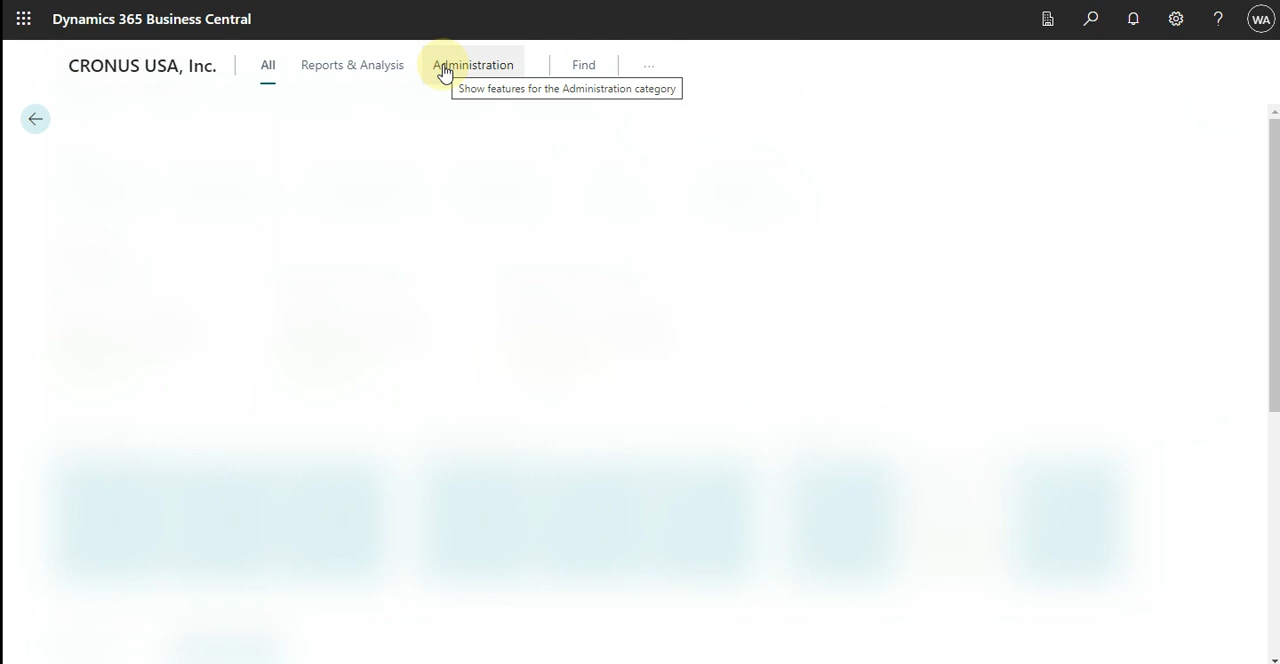 Dynamics 365 Business Central
WA
CRONUS USA, Inc.
All
Reports & Analysis
Administration
Find
...
Show features for the Administration category